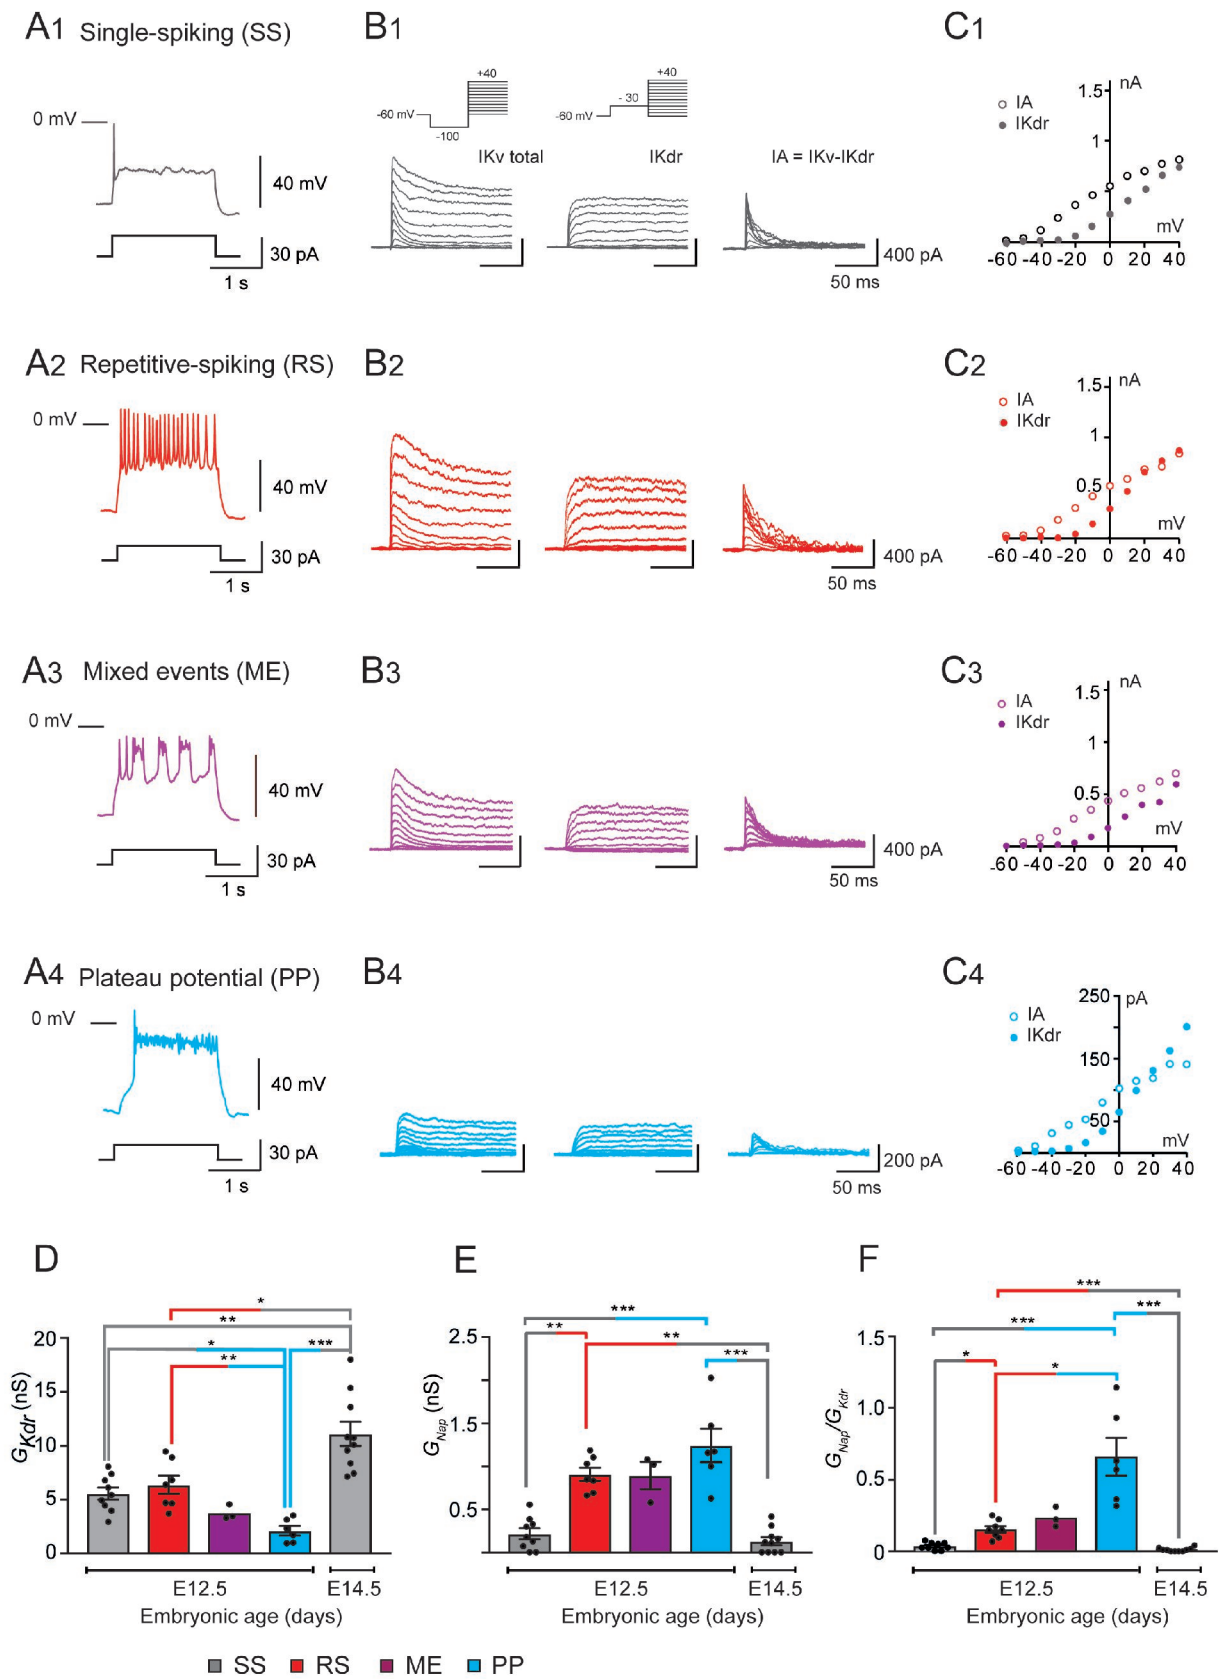 A1 Single-spiking (SS)
0 mV
40 mV
30 pA
1 s
B1
+40
-60 mV
-100
+40
- 30
-60 mV
IKv total
IKdr
IA = IKv-IKdr
400 pA
50 ms
C1
nA
1.5
IA
IKdr
1
mV
-60 -40 -20 0 20 40
A2 Repetitive-spiking (RS)
0 mV
40 mV
30 pA
1 s
B2
400 pA
50 ms
C2
nA
1.5
IA
IKdr
1
0.5
mV
-60 -40 -20 0 20 40
A3 Mixed events (ME)
0 mV
40 mV
30 pA
1 s
B3
400 pA
50 ms
C3
nA
1.5
IA
IKdr
1
0.5
mV
-60 -40 -20 0 20 40
A4 Plateau potential (PP)
0 mV
40 mV
30 pA
1 s
B4
200 pA
50 ms
C4
250
pA
IA
IKdr
150
50
mV
-60 -40 -20 0 20 40
D
*
**
*
***
**
20
15
10
5
0
GKdr (nS)
E12.5
E14.5
Embryonic age (days)
E
***
**
**
***
2.5
1.5
0.5
GNap (nS)
E12.5
E14.5
Embryonic age (days)
F
***
***
***
*
*
1.5
1.0
0.5
0
GNap/GKdr
E12.5
E14.5
Embryonic age (days)
SS RS ME PP